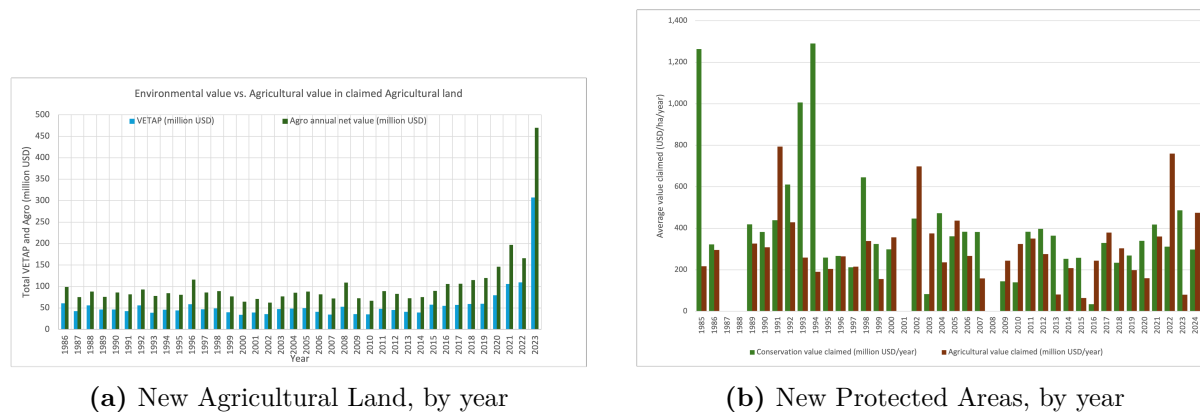 Environmental value vs. Agricultural value in claimed Agricultural land
VETAP (million USD)
Agro annual net value (million USD)
Total VETAP and Agro (million USD)
500
450
400
350
300
250
200
150
100
50
0
1986 1987 1988 1989 1990 1991 1992 1993 1994 1995 1996 1997 1998 1999 2000 2001 2002 2003 2004 2005 2006 2007 2008 2009 2010 2011 2012 2013 2014 2015 2016 2017 2018 2019 2020 2021 2022 2023
Year
(a) New Agricultural Land, by year
Average value claimed (USD/ha/year)
1,400
1,200
1,000
800
600
400
200
0
1985 1986 1987 1988 1989 1990 1991 1992 1993 1994 1995 1996 1997 1998 1999 2000 2001 2002 2003 2004 2005 2006 2007 2008 2009 2010 2011 2012 2013 2014 2015 2016 2017 2018 2019 2020 2021 2022 2023 2024
Conservation value claimed (million USD/year)
Agricultural value claimed (million USD/year)
(b) New Protected Areas, by year